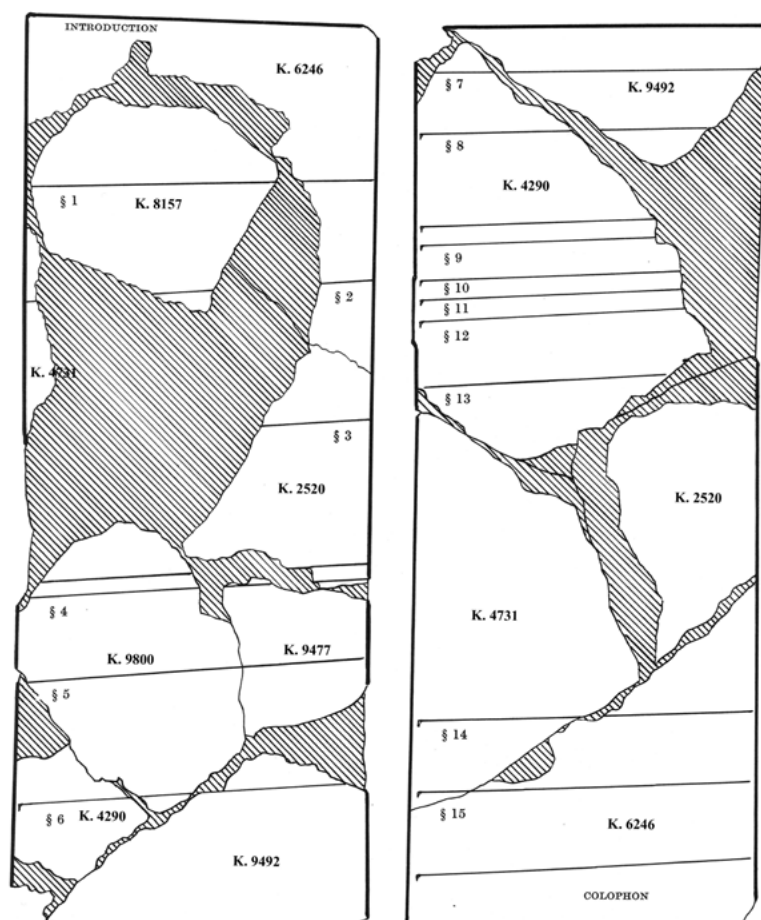 INTRODUCTION
K. 6246
§ 1
K. 8157
§ 2
K. 4731
§ 3
K. 2520
§ 4
K. 9800
K. 9477
§ 5
§ 6
K. 4290
K. 9492
§ 7
K. 9492
§ 8
K. 4290
§ 9
§ 10
§ 11
§ 12
§ 13
K. 2520
K. 4731
§ 14
§ 15
K. 6246
COLOPHON